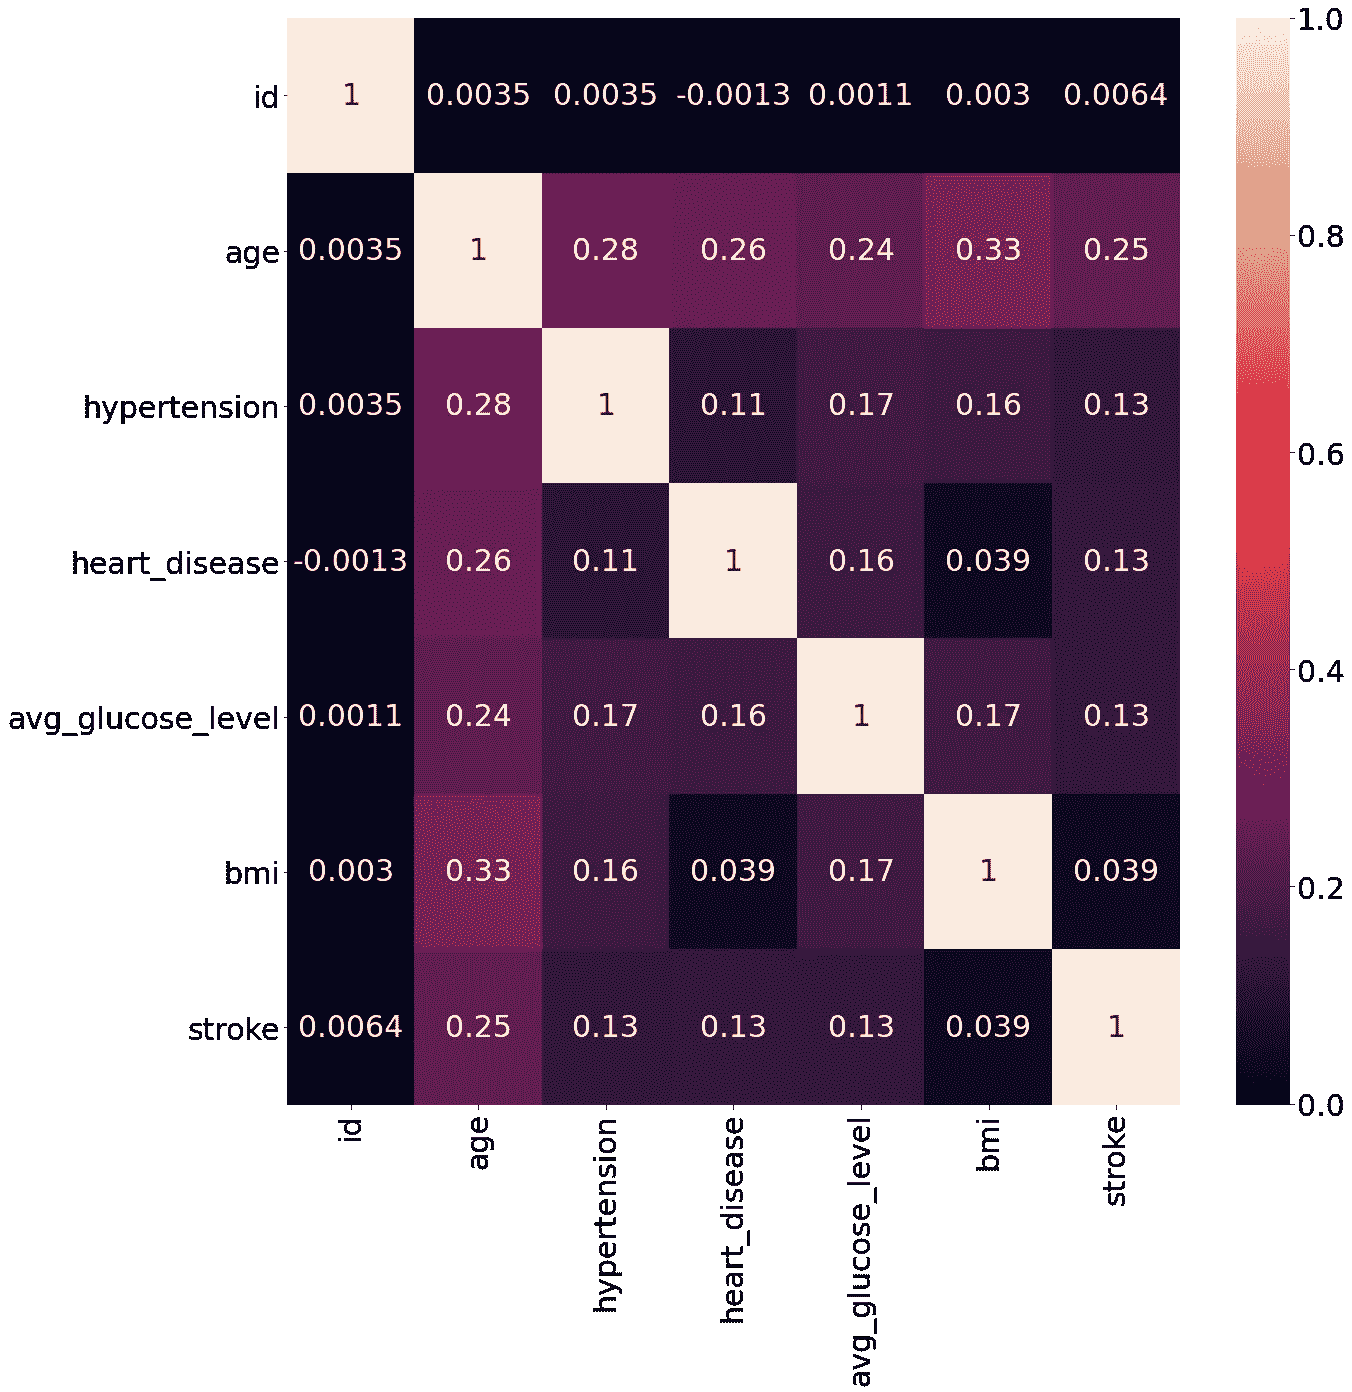 id 1 0.0035 0.0035 -0.0013 0.0011 0.003 0.0064
age 0.0035 1 0.28 0.26 0.24 0.33 0.25
hypertension 0.0035 0.28 1 0.11 0.17 0.16 0.13
heart_disease -0.0013 0.26 0.11 1 0.16 0.039 0.13
avg_glucose_level 0.0011 0.24 0.17 0.16 1 0.17 0.13
bmi 0.003 0.33 0.16 0.039 0.17 1 0.039
stroke 0.0064 0.25 0.13 0.13 0.13 0.039 1
id
age
hypertension
heart_disease
avg_glucose_level
bmi
stroke
1.0
0.8
0.6
0.4
0.2
0.0